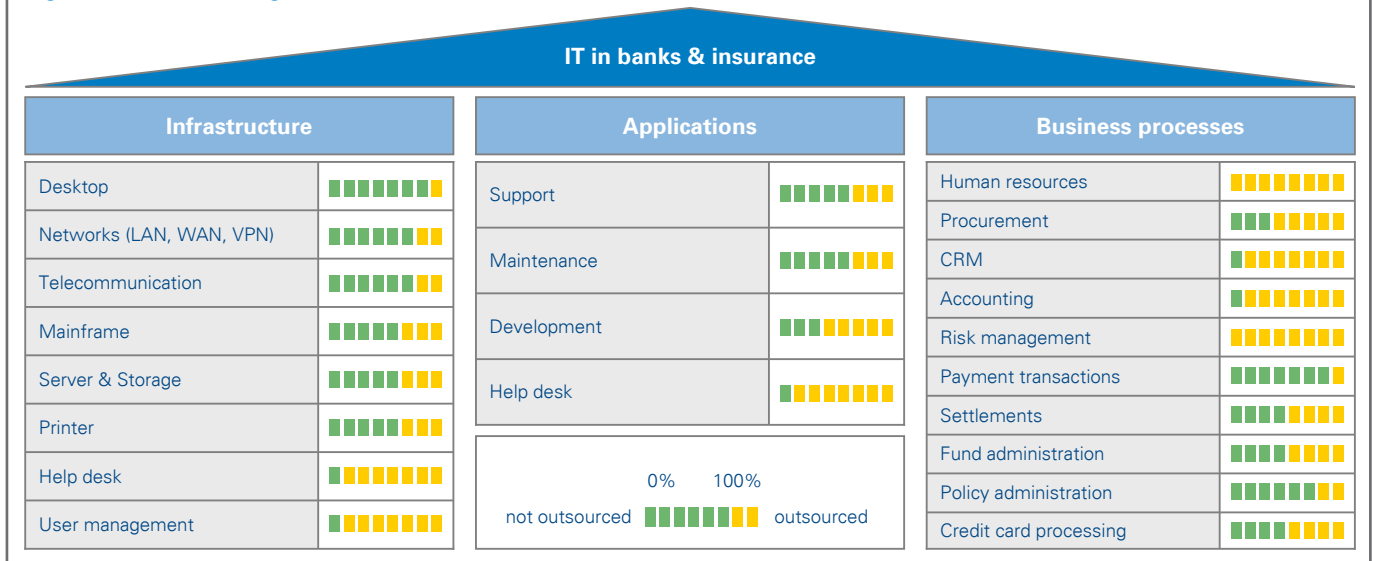 IT in banks & insurance
Infrastructure
Desktop
Networks (LAN, WAN, VPN)
Telecommunication
Mainframe
Server & Storage
Printer
Help desk
User management
Applications
Support
Maintenance
Development
Help desk
0% 100%
not outsourced outsourced
Business processes
Human resources
Procurement
CRM
Accounting
Risk management
Payment transactions
Settlements
Fund administration
Policy administration
Credit card processing